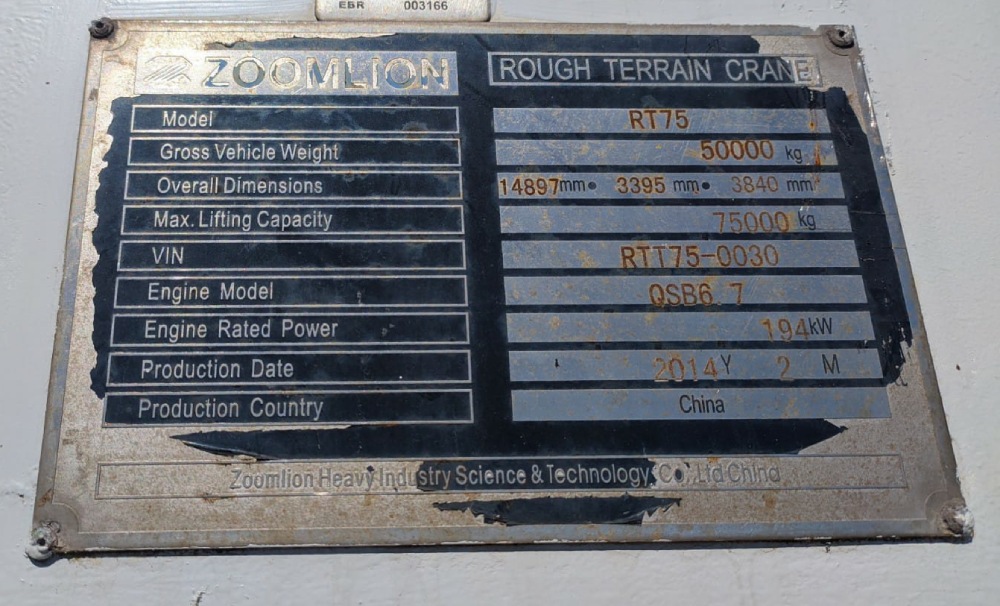 EBR 003166
ZOOMLION ROUGH TERRAIN CRANE
Model RT75
Gross Vehicle Weight 50000 kg
Overall Dimensions 14897mm• 3395 mm• 3840 mm
Max. Lifting Capacity 75000 kg
VIN RTT75-0030
Engine Model QSB6.7
Engine Rated Power 194kW
Production Date 2014Y 2 M
Production Country China
Zoomlion Heavy Industry Science & Technology Co.,Ltd China